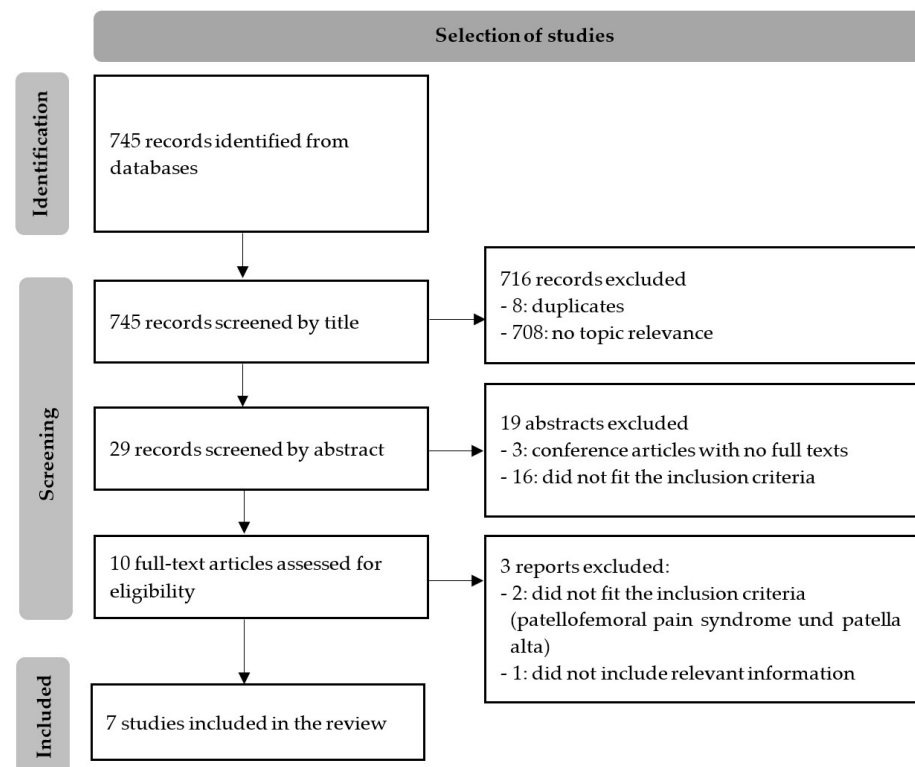 Selection of studies
Identification
745 records identified from
databases
Screening
745 records screened by title
716 records excluded
- 8: duplicates
- 708: no topic relevance
29 records screened by abstract
19 abstracts excluded
- 3: conference articles with no full texts
- 16: did not fit the inclusion criteria
10 full-text articles assessed for
eligibility
3 reports excluded:
- 2: did not fit the inclusion criteria
(patellofemoral pain syndrome und patella
alta)
- 1: did not include relevant information
Included
7 studies included in the review